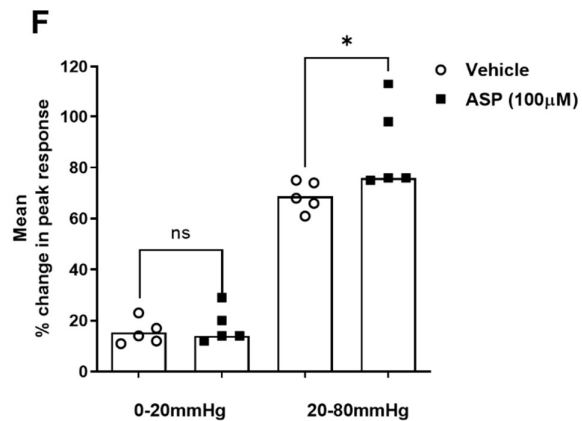 F
Mean
% change in peak response
120
100
80
60
40
20
0
ns
*
Vehicle
ASP (100μM)
0-20mmHg
20-80mmHg